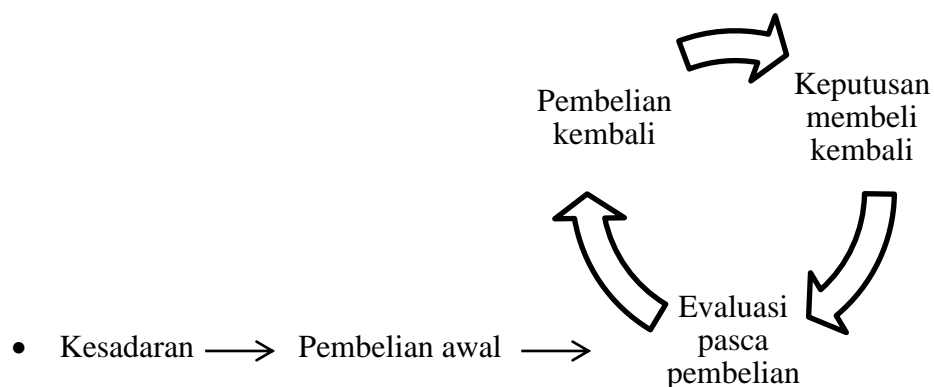 Pembelian
kembali
Keputusan
membeli
kembali
• Kesadaran → Pembelian awal →
Evaluasi
pasca
pembelian